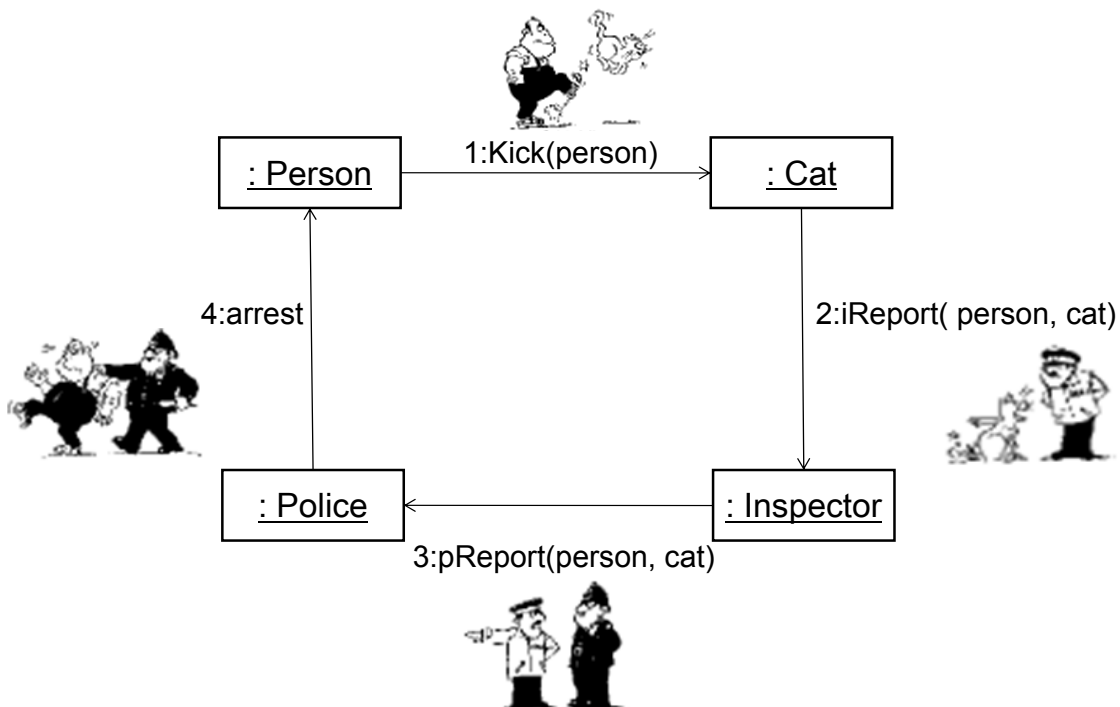 1:Kick(person)
: Person
: Cat
4:arrest
2:iReport( person, cat)
: Police
: Inspector
3:pReport(person, cat)